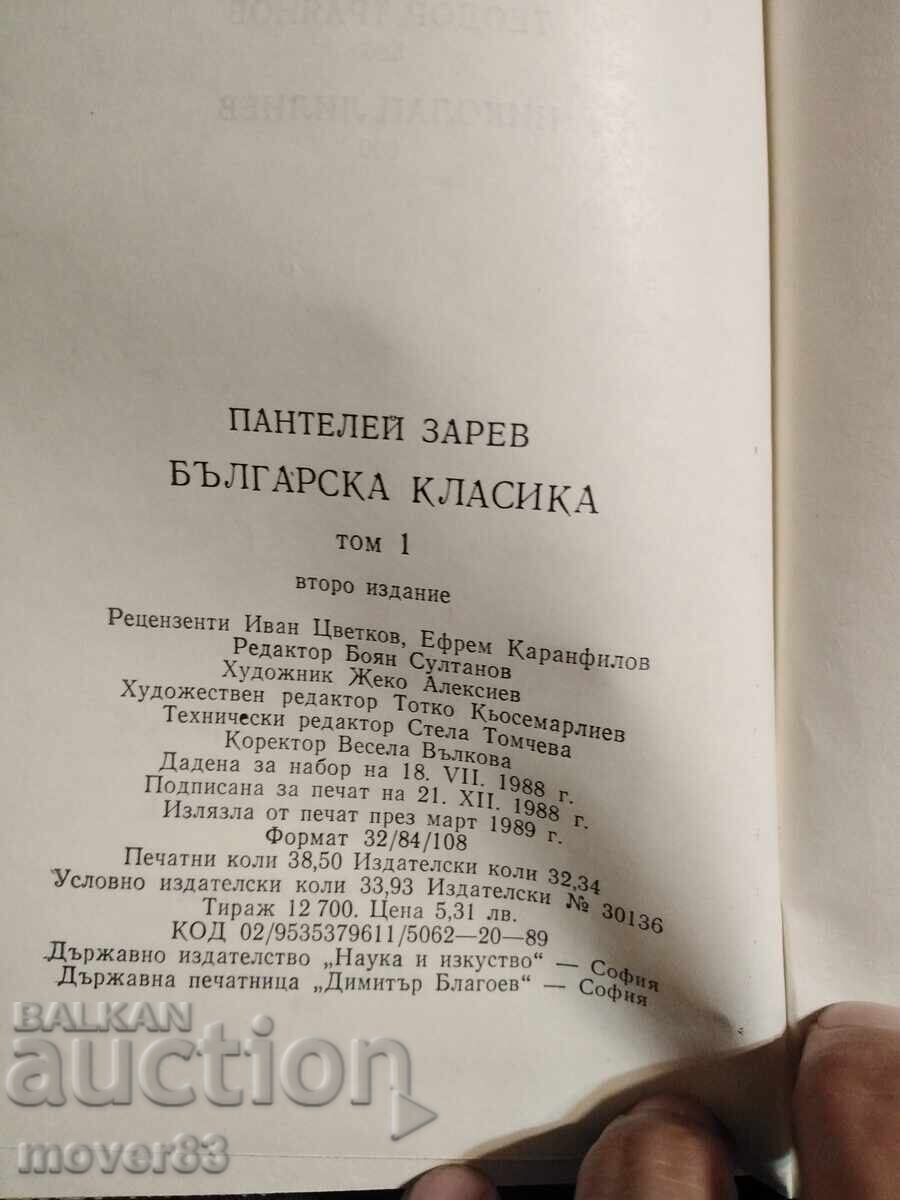 ТЕОДОР ТРАЯНОВ
НИКОЛАЙ ЛИЛИЕВ
ПАНТЕЛЕЙ ЗАРЕВ
БЪЛГАРСКА КЛАСИКА
том 1
второ издание
Рецензенти Иван Цветков, Ефрем Каранфилов
Редактор Боян Султанов
Художник Жеко Алексиев
Художествен редактор Тотко Кьосемарлиев
Технически редактор Стела Томчева
Коректор Весела Вълкова
Дадена за набор на 18. VII. 1988 г.
Подписана за печат на 21. XII. 1988 г.
Излязла от печат през март 1989 г.
Формат 32/84/108
Печатни коли 38,50 Издателски коли 32,34
Условно издателски коли 33,93 Издателски № 30136
Тираж 12 700. Цена 5,31 лв.
КОД 02/9535379611/5062—20—89
Държавно издателство „Наука и изкуство“ — София
Държавна печатница „Димитър Благоев“ — София
BALKAN
auction
mover83